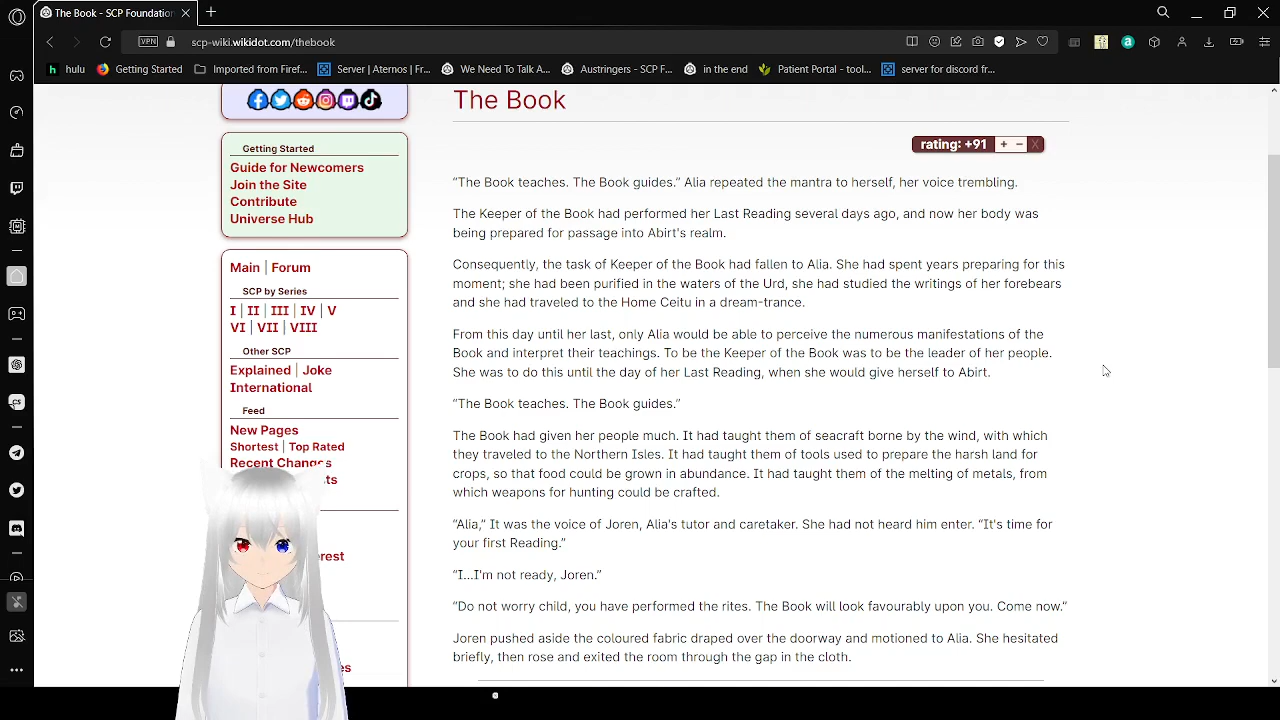 The Book - SCP Foundation
scp-wiki.wikidot.com/thebook
VPN
hulu
Getting Started
Imported from Firef...
Server | Aternos | Fr...
We Need To Talk A...
Austringers - SCP F...
in the end
Patient Portal - tool...
server for discord fr...
The Book
rating: +91 + − X
Getting Started
Guide for Newcomers
Join the Site
Contribute
Universe Hub
Main | Forum
SCP by Series
I | II | III | IV | V
VI | VII | VIII
Other SCP
Explained | Joke
International
Feed
New Pages
Shortest | Top Rated
Recent Changes
“The Book teaches. The Book guides.” Alia repeated the mantra to herself, her voice trembling.
The Keeper of the Book had performed her Last Reading several days ago, and now her body was
being prepared for passage into Abirt's realm.
Consequently, the task of Keeper of the Book had fallen to Alia. She had spent years preparing for this
moment; she had been purified in the waters of the Urd, she had studied the writings of her forebears
and she had traveled to the Home Ceitu in a dream-trance.
From this day until her last, only Alia would be able to perceive the numerous manifestations of the
Book and interpret their teachings. To be the Keeper of the Book was to be the leader of her people.
She was to do this until the day of her Last Reading, when she would give herself to Abirt.
“The Book teaches. The Book guides.”
The Book had given her people much. It had taught them of seacraft borne by the wind, with which
they traveled to the Northern Isles. It had taught them of tools used to prepare the harsh land for
crops, so that food could be grown in abundance. It had taught them of the melting of metals, from
which weapons for hunting could be crafted.
“Alia,” It was the voice of Joren, Alia's tutor and caretaker. She had not heard him enter. “It's time for
your first Reading.”
“I...I'm not ready, Joren.”
“Do not worry child, you have performed the rites. The Book will look favourably upon you. Come now.”
Joren pushed aside the coloured fabric draped over the doorway and motioned to Alia. She hesitated
briefly, then rose and exited the room through the gap in the cloth.